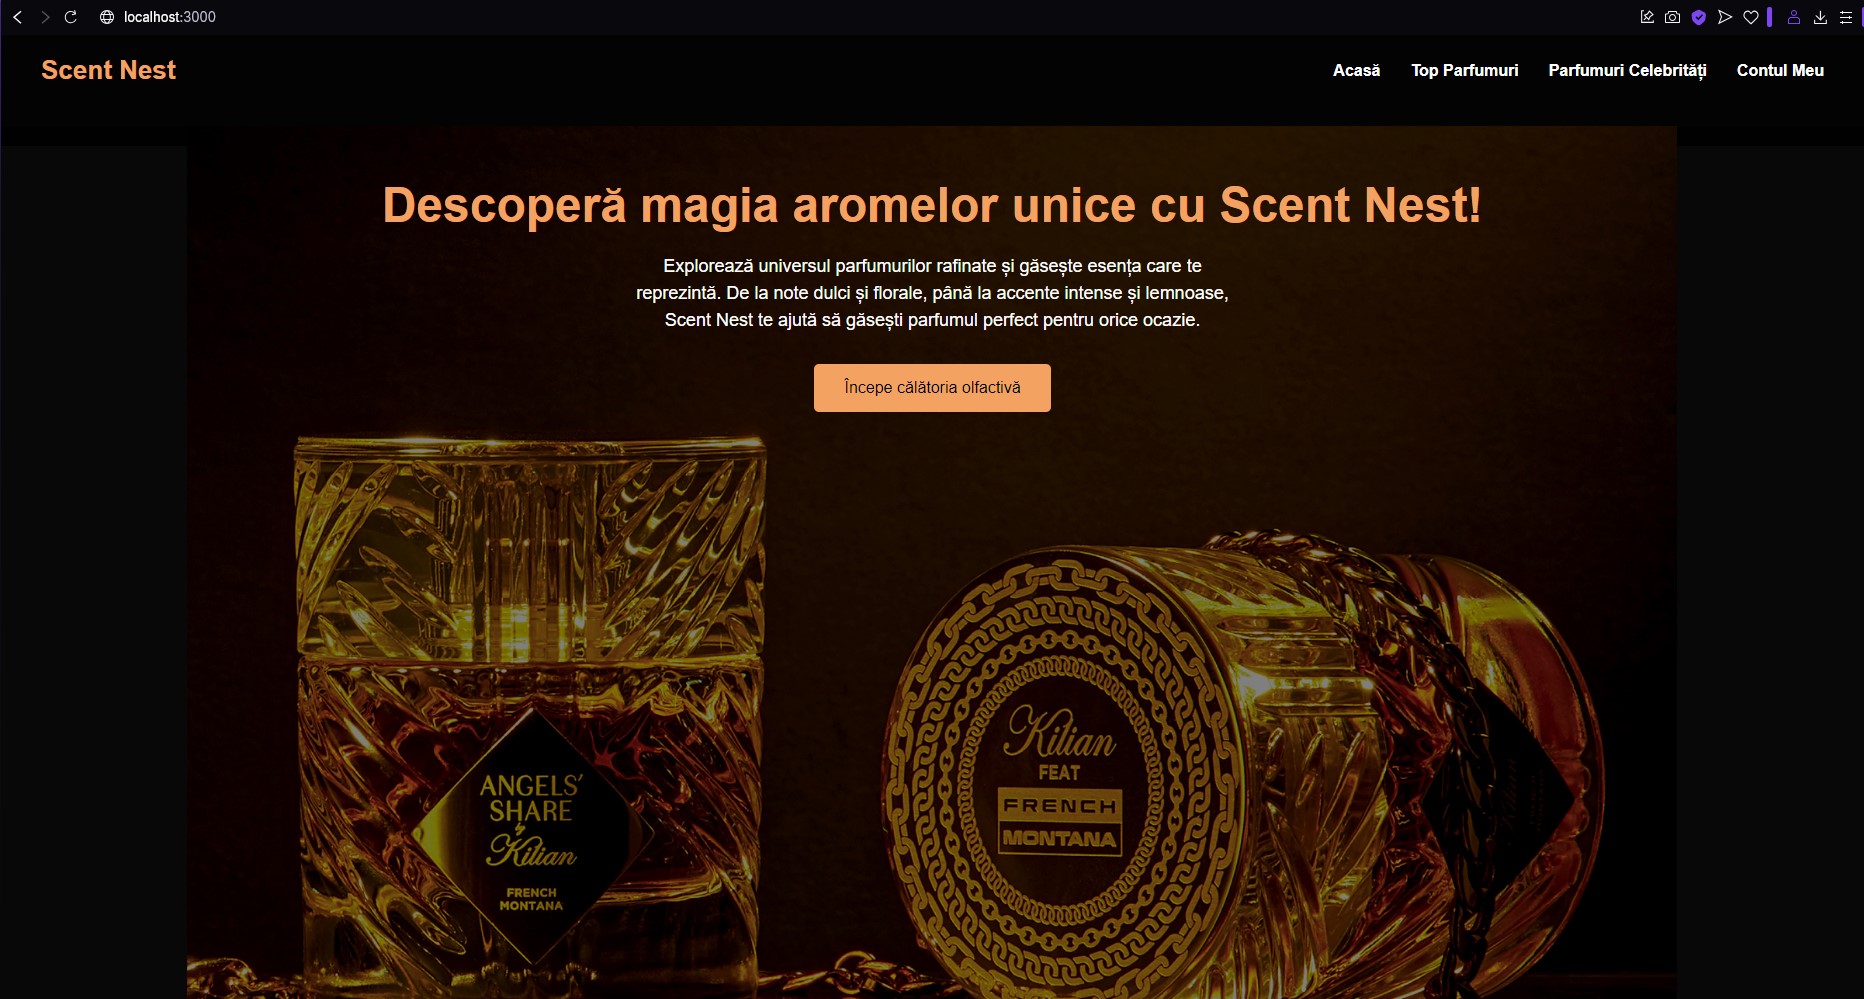 localhost:3000
Scent Nest
Acasă Top Parfumuri Parfumuri Celebrități Contul Meu
Descoperă magia aromelor unice cu Scent Nest!
Explorează universul parfumurilor rafinate și găsește esența care te
reprezintă. De la note dulci și florale, până la accente intense și lemnoase,
Scent Nest te ajută să găsești parfumul perfect pentru orice ocazie.
Începe călătoria olfactivă
ANGELS'
SHARE
by
Kilian
FRENCH
MONTANA
Kilian
FEAT
FRENCH
MONTANA